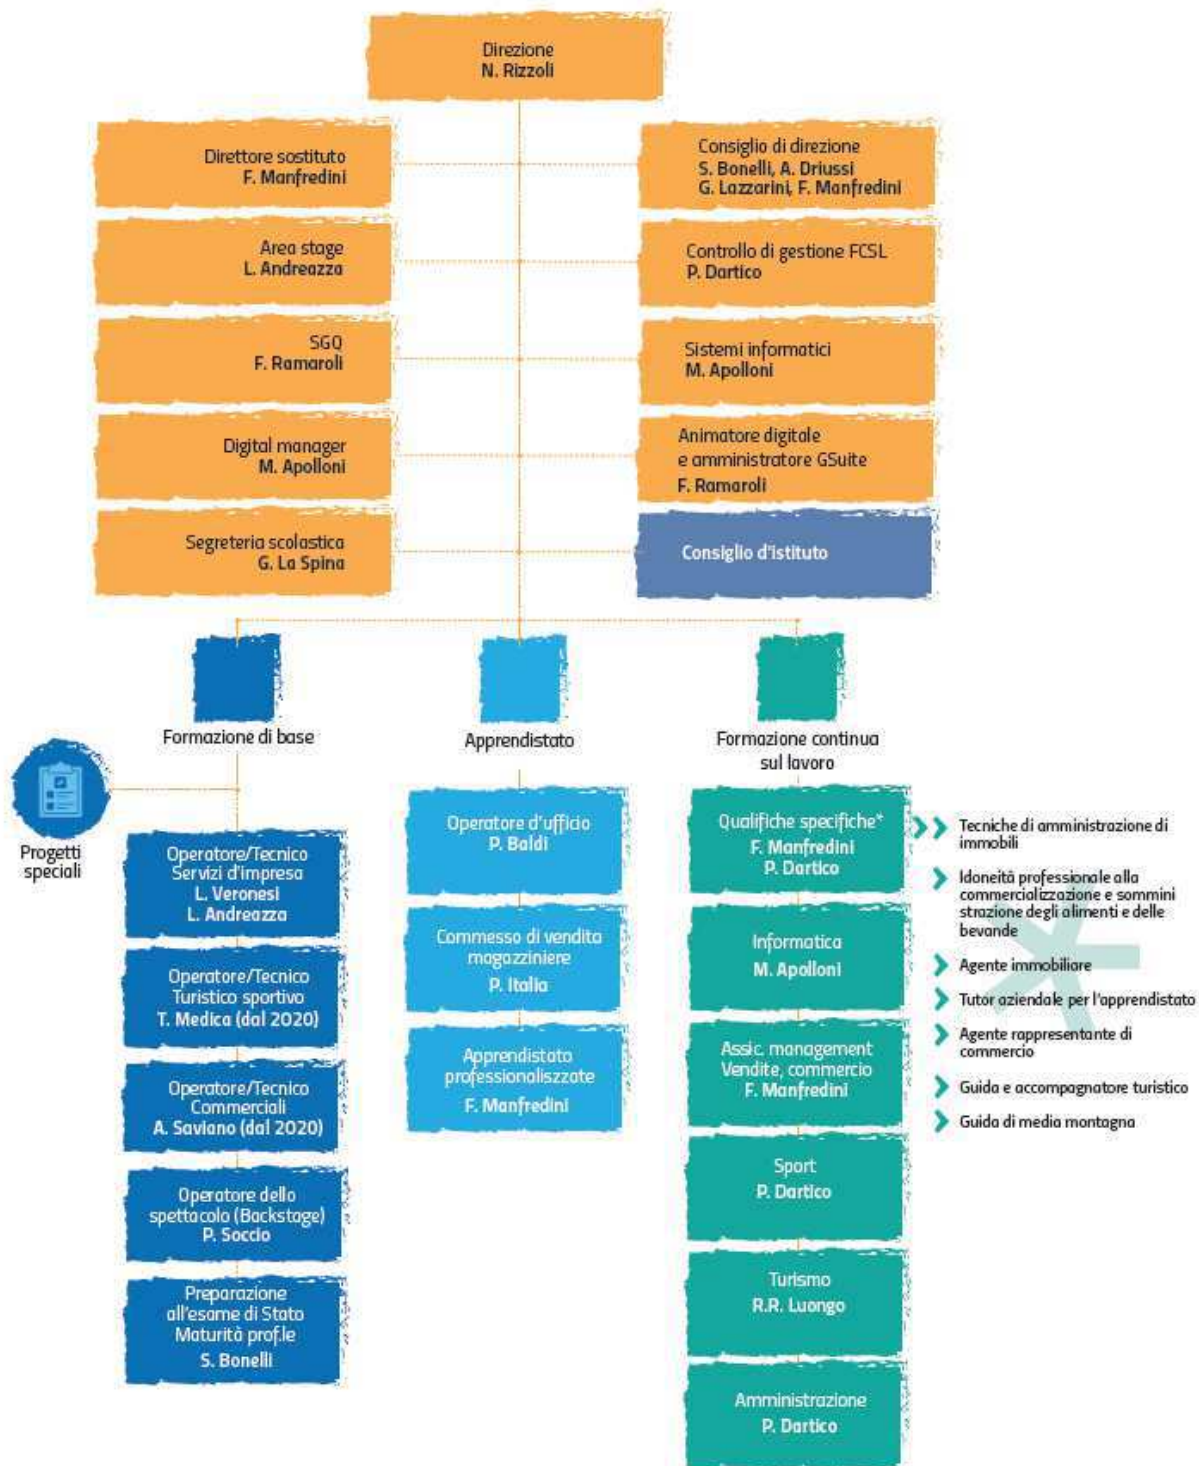 Direzione
N. Rizzoli
Direttore sostituto
F. Manfredini
Consiglio di direzione
S. Bonelli, A. Driussi
G. Lazzarini, F. Manfredini
Area stage
L. Andreazza
Controllo di gestione FCSL
P. Dartico
SGQ
F. Ramaroli
Sistemi informatici
M. Apolloni
Digital manager
M. Apolloni
Animatore digitale
e amministratore GSuite
F. Ramaroli
Segreteria scolastica
G. La Spina
Consiglio d'istituto
Formazione di base
Progetti
speciali
Operatore/Tecnico
Servizi d'impresa
L. Veronesi
L. Andreazza
Operatore/Tecnico
Turistico sportivo
T. Medica (dal 2020)
Operatore/Tecnico
Commerciali
A. Saviano (dal 2020)
Operatore dello
spettacolo (Backstage)
P. Soccio
Preparazione
all'esame di Stato
Maturità prof.le
S. Bonelli
Apprendistato
Operatore d'ufficio
P. Baldi
Commesso di vendita
magazziniere
P. Italia
Apprendistato
professionaliszzate
F. Manfredini
Formazione continua
sul lavoro
Qualifiche specifiche*
F. Manfredini
P. Dartico
Informatica
M. Apolloni
Assic. management
Vendite, commercio
F. Manfredini
Sport
P. Dartico
Turismo
R.R. Luongo
Amministrazione
P. Dartico
Tecniche di amministrazione di
immobili
Idoneità professionale alla
commercializzazione e sommini
strazione degli alimenti e delle
bevande
Agente immobiliare
Tutor aziendale per l'apprendistato
Agente rappresentante di
commercio
Guida e accompagnatore turistico
Guida di media montagna